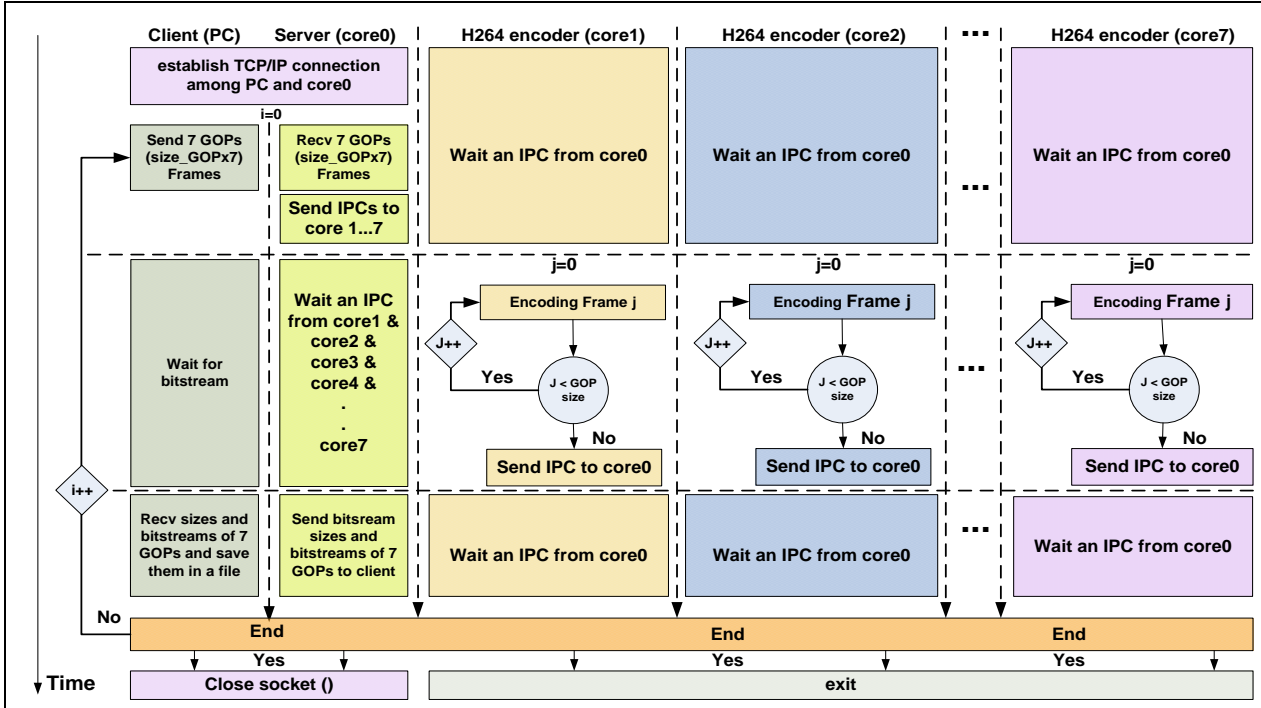 Client (PC)
Server (core0)
H264 encoder (core1)
H264 encoder (core2)
...
H264 encoder (core7)
establish TCP/IP connection
among PC and core0
i=0
Send 7 GOPs
(size_GOPx7)
Frames
Recv 7 GOPs
(size_GOPx7)
Frames
Send IPCs to
core 1...7
Wait an IPC from core0
Wait an IPC from core0
...
Wait an IPC from core0
Wait for
bitstream
Wait an IPC
from core1 &
core2 &
core3 &
core4 &
.
.
core7
j=0
Encoding Frame j
J++
Yes
J < GOP
size
No
Send IPC to core0
j=0
Encoding Frame j
J++
Yes
J < GOP
size
No
Send IPC to core0
...
j=0
Encoding Frame j
J++
Yes
J < GOP
size
No
Send IPC to core0
i++
Recv sizes and
bitstreams of 7
GOPs and save
them in a file
Send bitsream
sizes and
bitstreams of 7
GOPs to client
Wait an IPC from core0
Wait an IPC from core0
...
Wait an IPC from core0
No
End
End
End
Yes
Yes
Yes
Time
Close socket ()
exit